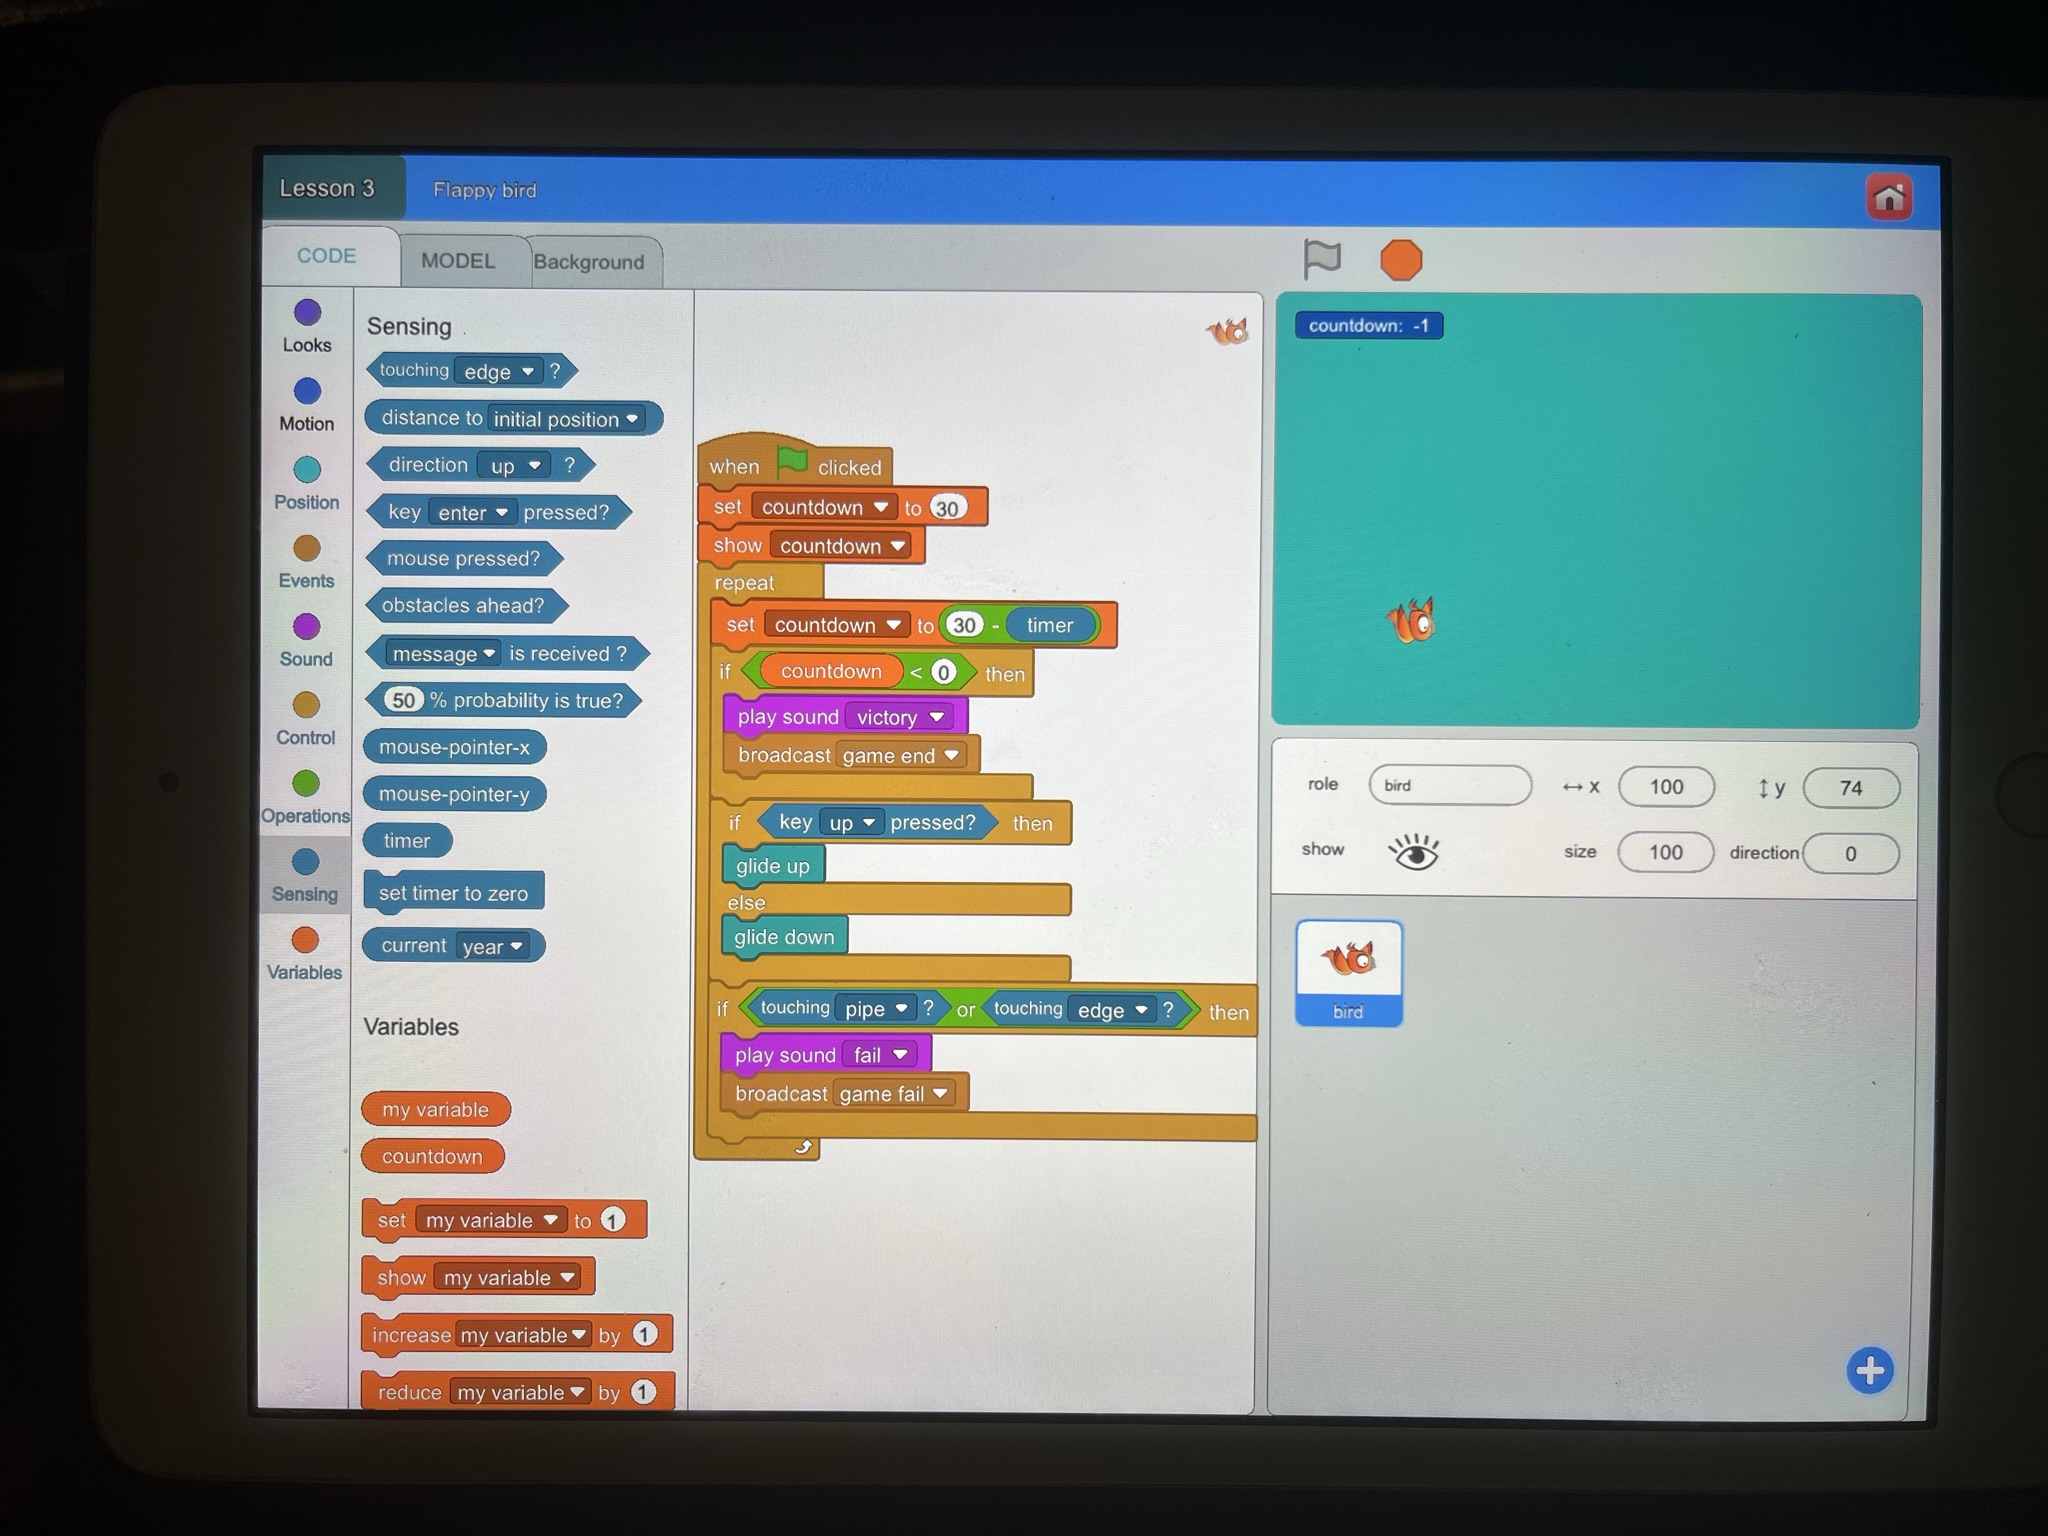 Lesson 3
Flappy bird
CODE
MODEL
Background
Looks
Motion
Position
Events
Sound
Control
Operations
Sensing
Variables
Sensing
touching edge ?
distance to initial position
direction up ?
key enter pressed?
mouse pressed?
obstacles ahead?
message is received ?
50 % probability is true?
mouse-pointer-x
mouse-pointer-y
timer
set timer to zero
current year
Variables
my variable
countdown
set my variable to 1
show my variable
increase my variable by 1
reduce my variable by 1
when clicked
set countdown to 30
show countdown
repeat
set countdown to 30 - timer
if countdown < 0 then
play sound victory
broadcast game end
if key up pressed? then
glide up
else
glide down
if touching pipe ? or touching edge ? then
play sound fail
broadcast game fail
countdown: -1
role bird x 100 y 74
show size 100 direction 0
bird